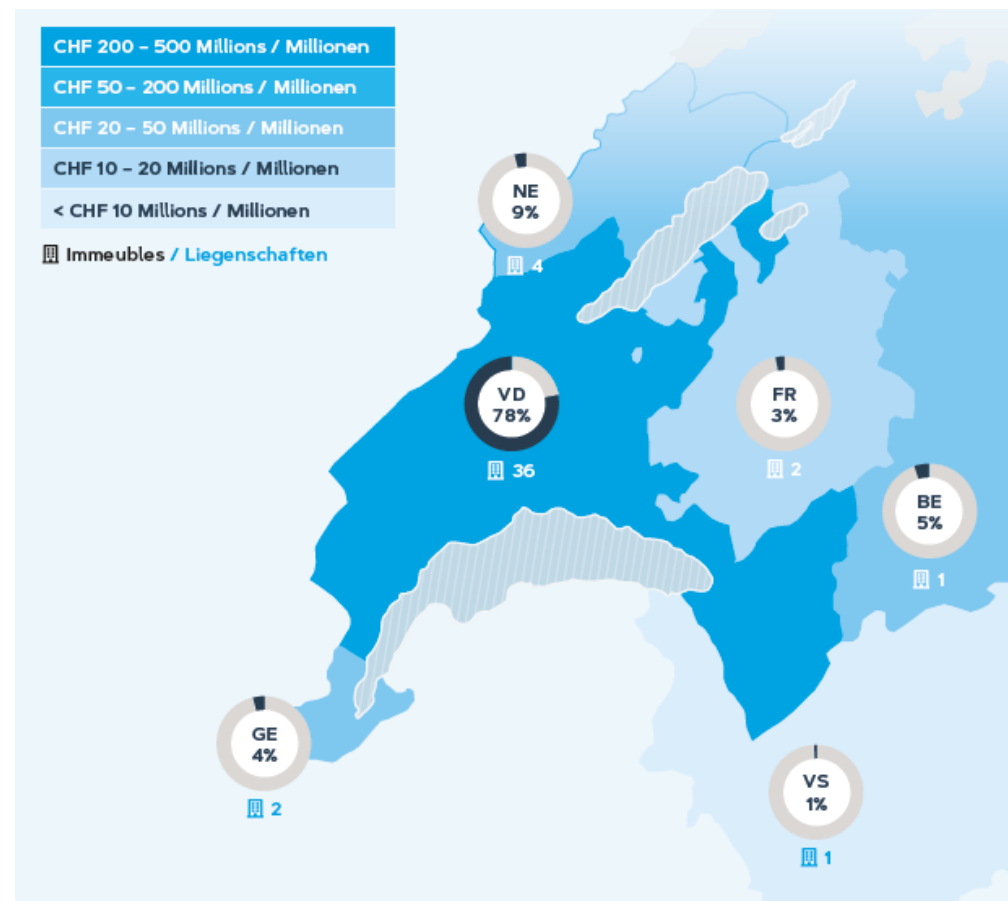 CHF 200 – 500 Millions / Millionen
CHF 50 – 200 Millions / Millionen
CHF 20 – 50 Millions / Millionen
CHF 10 – 20 Millions / Millionen
< CHF 10 Millions / Millionen
Immeubles / Liegenschaften
NE
9%
4
VD
78%
36
FR
3%
2
BE
5%
1
GE
4%
2
VS
1%
1